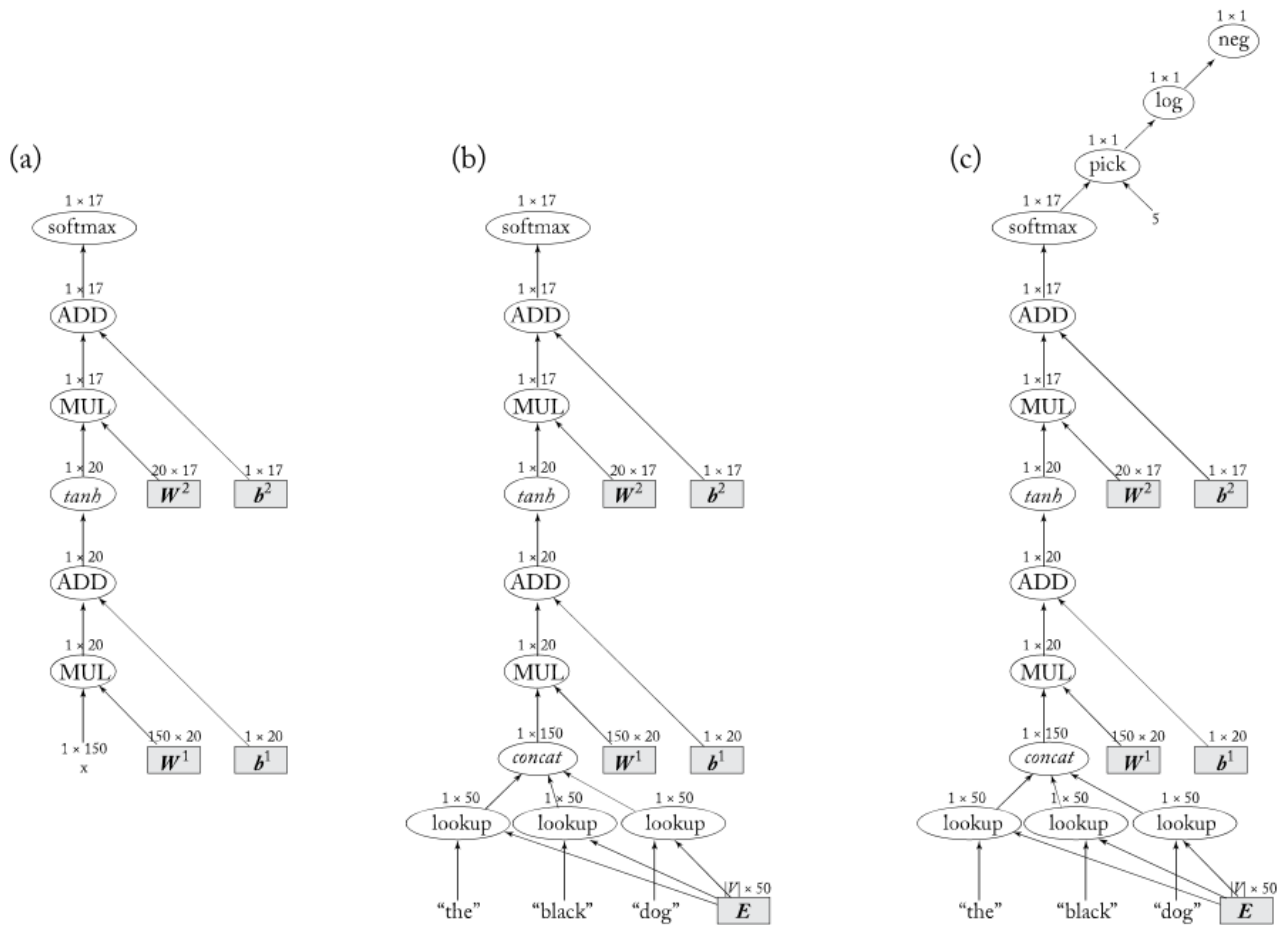 (a)
1 × 17
softmax
1 × 17
ADD
1 × 17
MUL
1 × 20
tanh
20 × 17
W²
1 × 17
b²
1 × 20
ADD
1 × 20
MUL
1 × 150
x
150 × 20
W¹
1 × 20
b¹
(b)
1 × 17
softmax
1 × 17
ADD
1 × 17
MUL
1 × 20
tanh
20 × 17
W²
1 × 17
b²
1 × 20
ADD
1 × 20
MUL
1 × 150
concat
150 × 20
W¹
1 × 20
b¹
1 × 50
lookup
1 × 50
lookup
1 × 50
lookup
“the”
“black”
“dog”
|V| × 50
E
(c)
1 × 1
neg
1 × 1
log
1 × 1
pick
5
1 × 17
softmax
1 × 17
ADD
1 × 17
MUL
1 × 20
tanh
20 × 17
W²
1 × 17
b²
1 × 20
ADD
1 × 20
MUL
1 × 150
concat
150 × 20
W¹
1 × 20
b¹
1 × 50
lookup
1 × 50
lookup
1 × 50
lookup
“the”
“black”
“dog”
|V| × 50
E